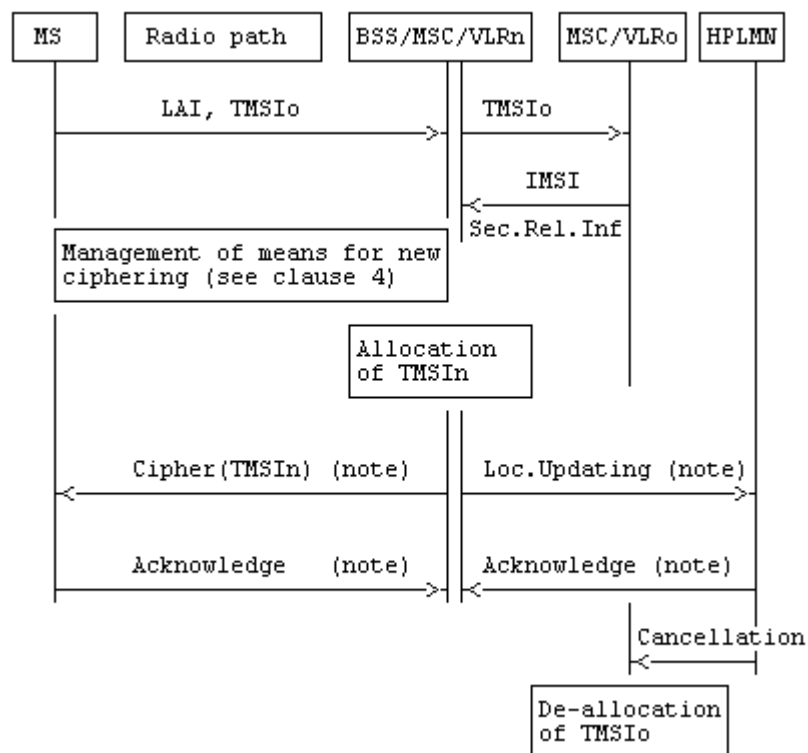 MS
Radio path
BSS/MSC/VLRn
MSC/VLRo
HPLMN
LAI, TMSIo
TMSIo
IMSI
Sec.Rel.Inf
Management of means for new
ciphering (see clause 4)
Allocation
of TMSIn
Cipher(TMSIn) (note)
Loc.Updating (note)
Acknowledge (note)
Acknowledge (note)
Cancellation
De-allocation
of TMSIo